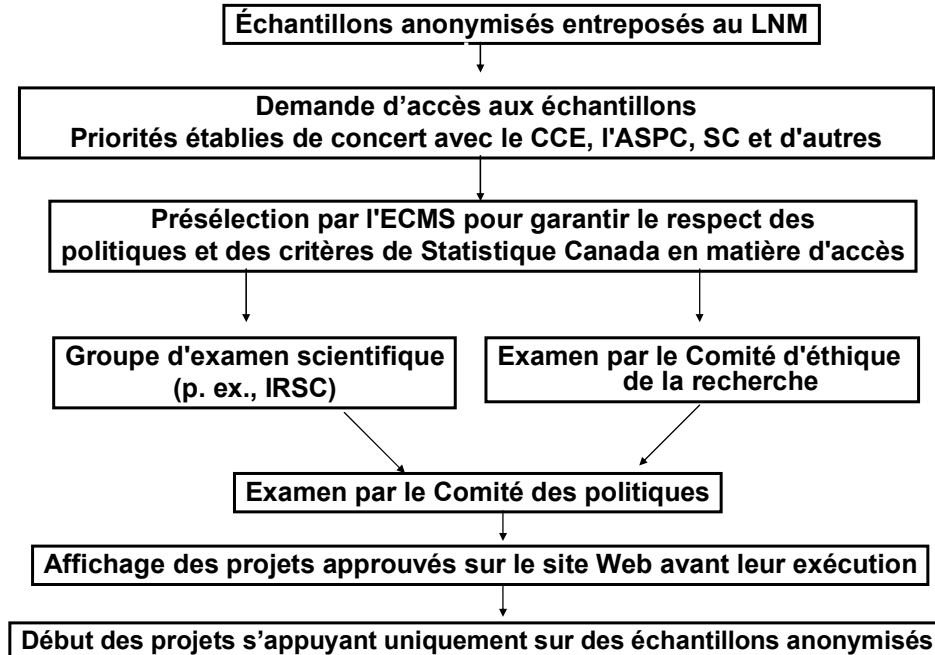 Échantillons anonymisés entreposés au LNM
Demande d’accès aux échantillons
Priorités établies de concert avec le CCE, l'ASPC, SC et d'autres
Présélection par l'ECMS pour garantir le respect des
politiques et des critères de Statistique Canada en matière d'accès
Groupe d'examen scientifique
(p. ex., IRSC)
Examen par le Comité d'éthique
de la recherche
Examen par le Comité des politiques
Affichage des projets approuvés sur le site Web avant leur exécution
Début des projets s’appuyant uniquement sur des échantillons anonymisés